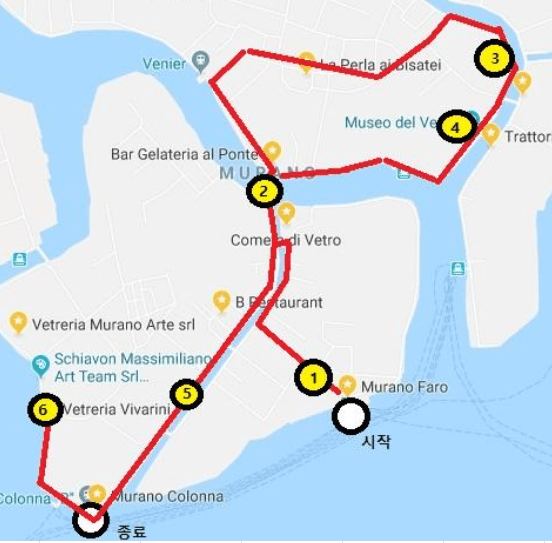 Venier
La Perla ai Bisatei
3
Museo del Ve
4
Trattor
Bar Gelateria al Ponte
MURANO
2
Comete di Vetro
B Restaurant
Vetreria Murano Arte srl
Schiavon Massimiliano
Art Team Srl...
1
Murano Faro
5
6
Vetreria Vivarini
시작
Colonna "B"
Murano Colonna
종료